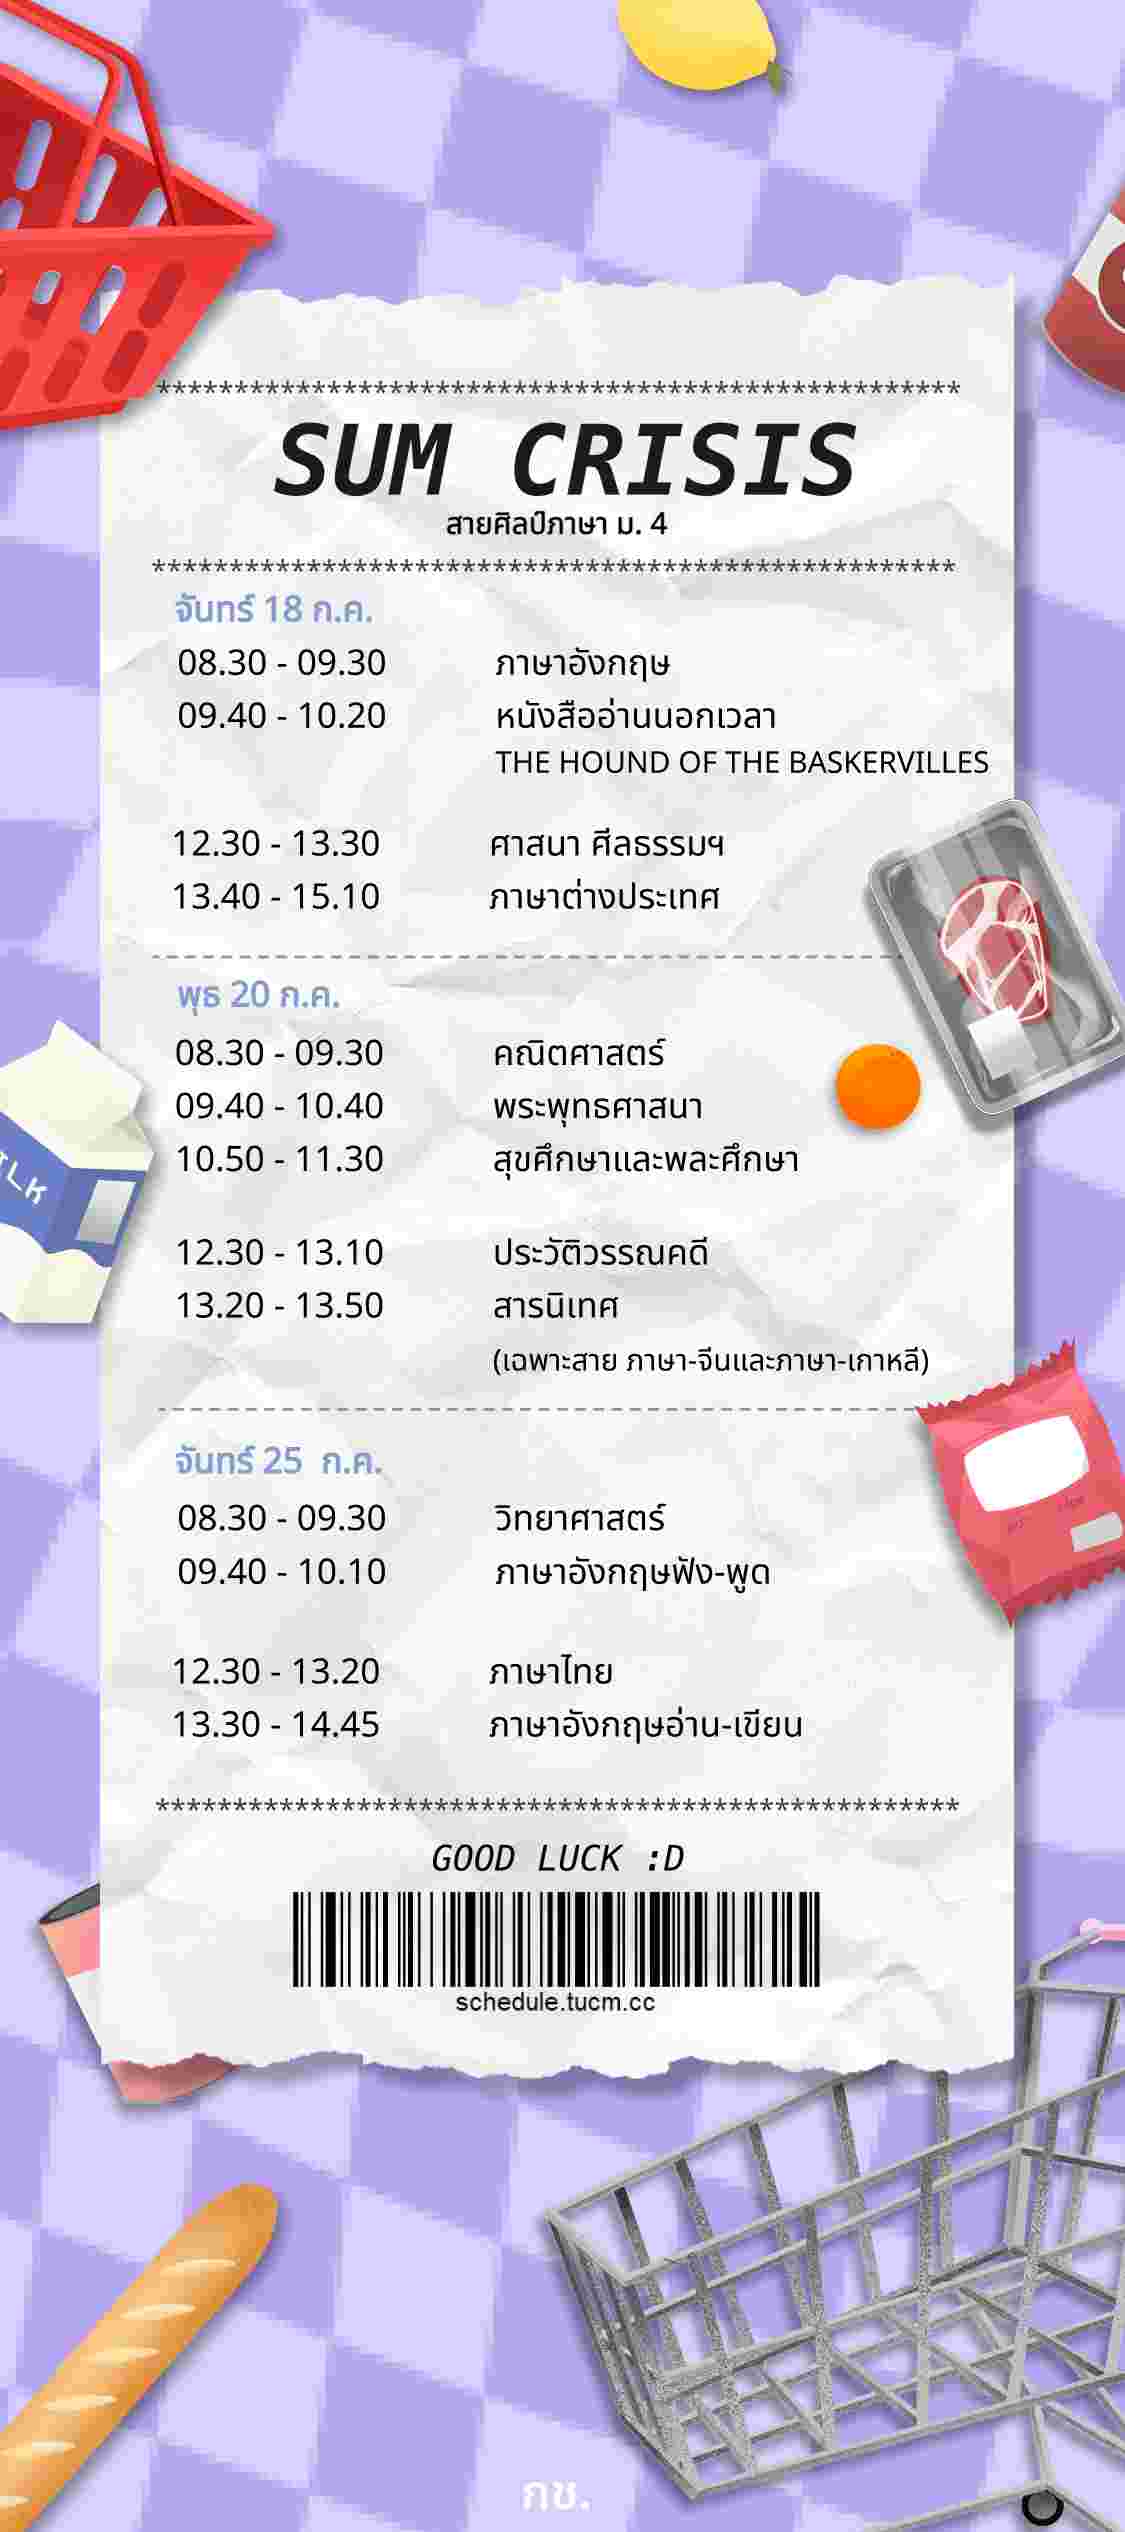 ****************************************************
SUM CRISIS
สายศิลป์ภาษา ม. 4
****************************************************
จันทร์ 18 ก.ค.
08.30 - 09.30 ภาษาอังกฤษ
09.40 - 10.20 หนังสืออ่านนอกเวลา
THE HOUND OF THE BASKERVILLES
12.30 - 13.30 ศาสนา ศีลธรรมฯ
13.40 - 15.10 ภาษาต่างประเทศ
พุธ 20 ก.ค.
08.30 - 09.30 คณิตศาสตร์
09.40 - 10.40 พระพุทธศาสนา
10.50 - 11.30 สุขศึกษาและพละศึกษา
12.30 - 13.10 ประวัติวรรณคดี
13.20 - 13.50 สารนิเทศ
(เฉพาะสาย ภาษา-จีนและภาษา-เกาหลี)
จันทร์ 25 ก.ค.
08.30 - 09.30 วิทยาศาสตร์
09.40 - 10.10 ภาษาอังกฤษฟัง-พูด
12.30 - 13.20 ภาษาไทย
13.30 - 14.45 ภาษาอังกฤษอ่าน-เขียน
****************************************************
GOOD LUCK :D
schedule.tucm.cc
กช.